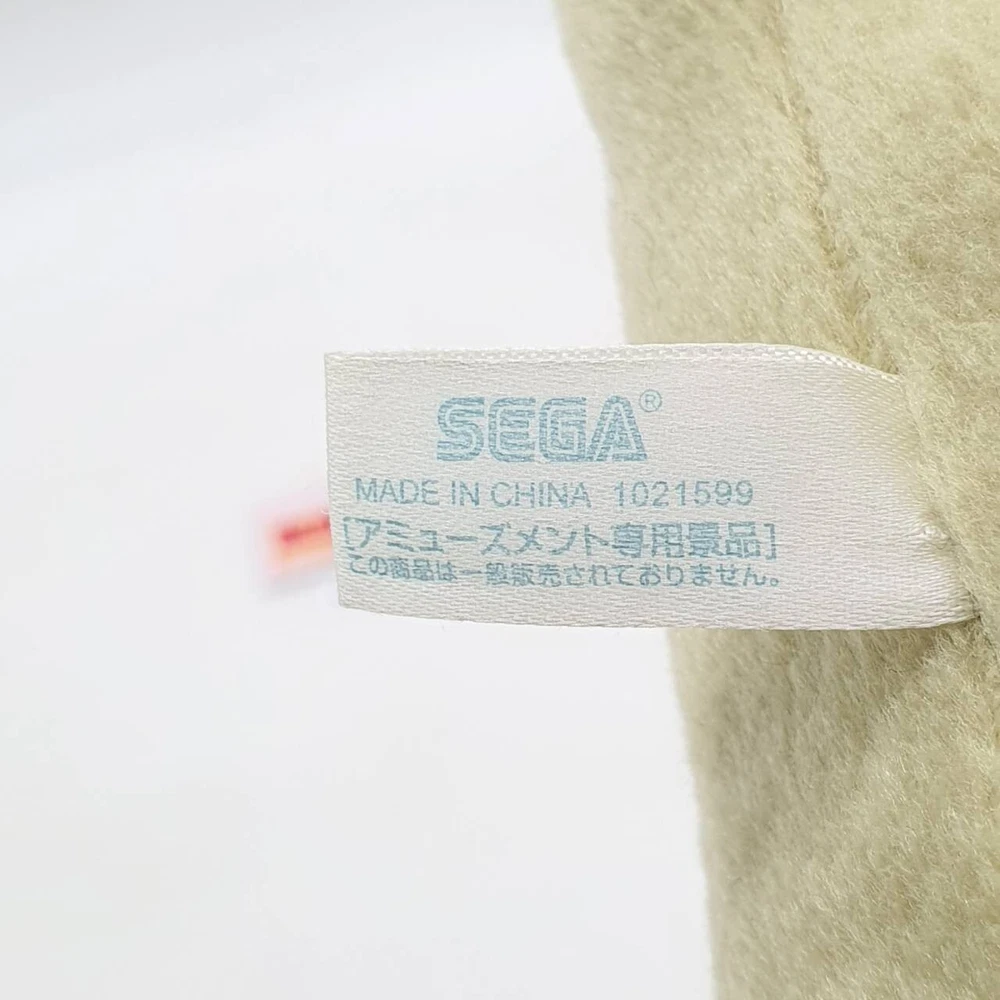 SEGA®
MADE IN CHINA 1021599
[アミューズメント専用景品]
この商品は一般販売されておりません。